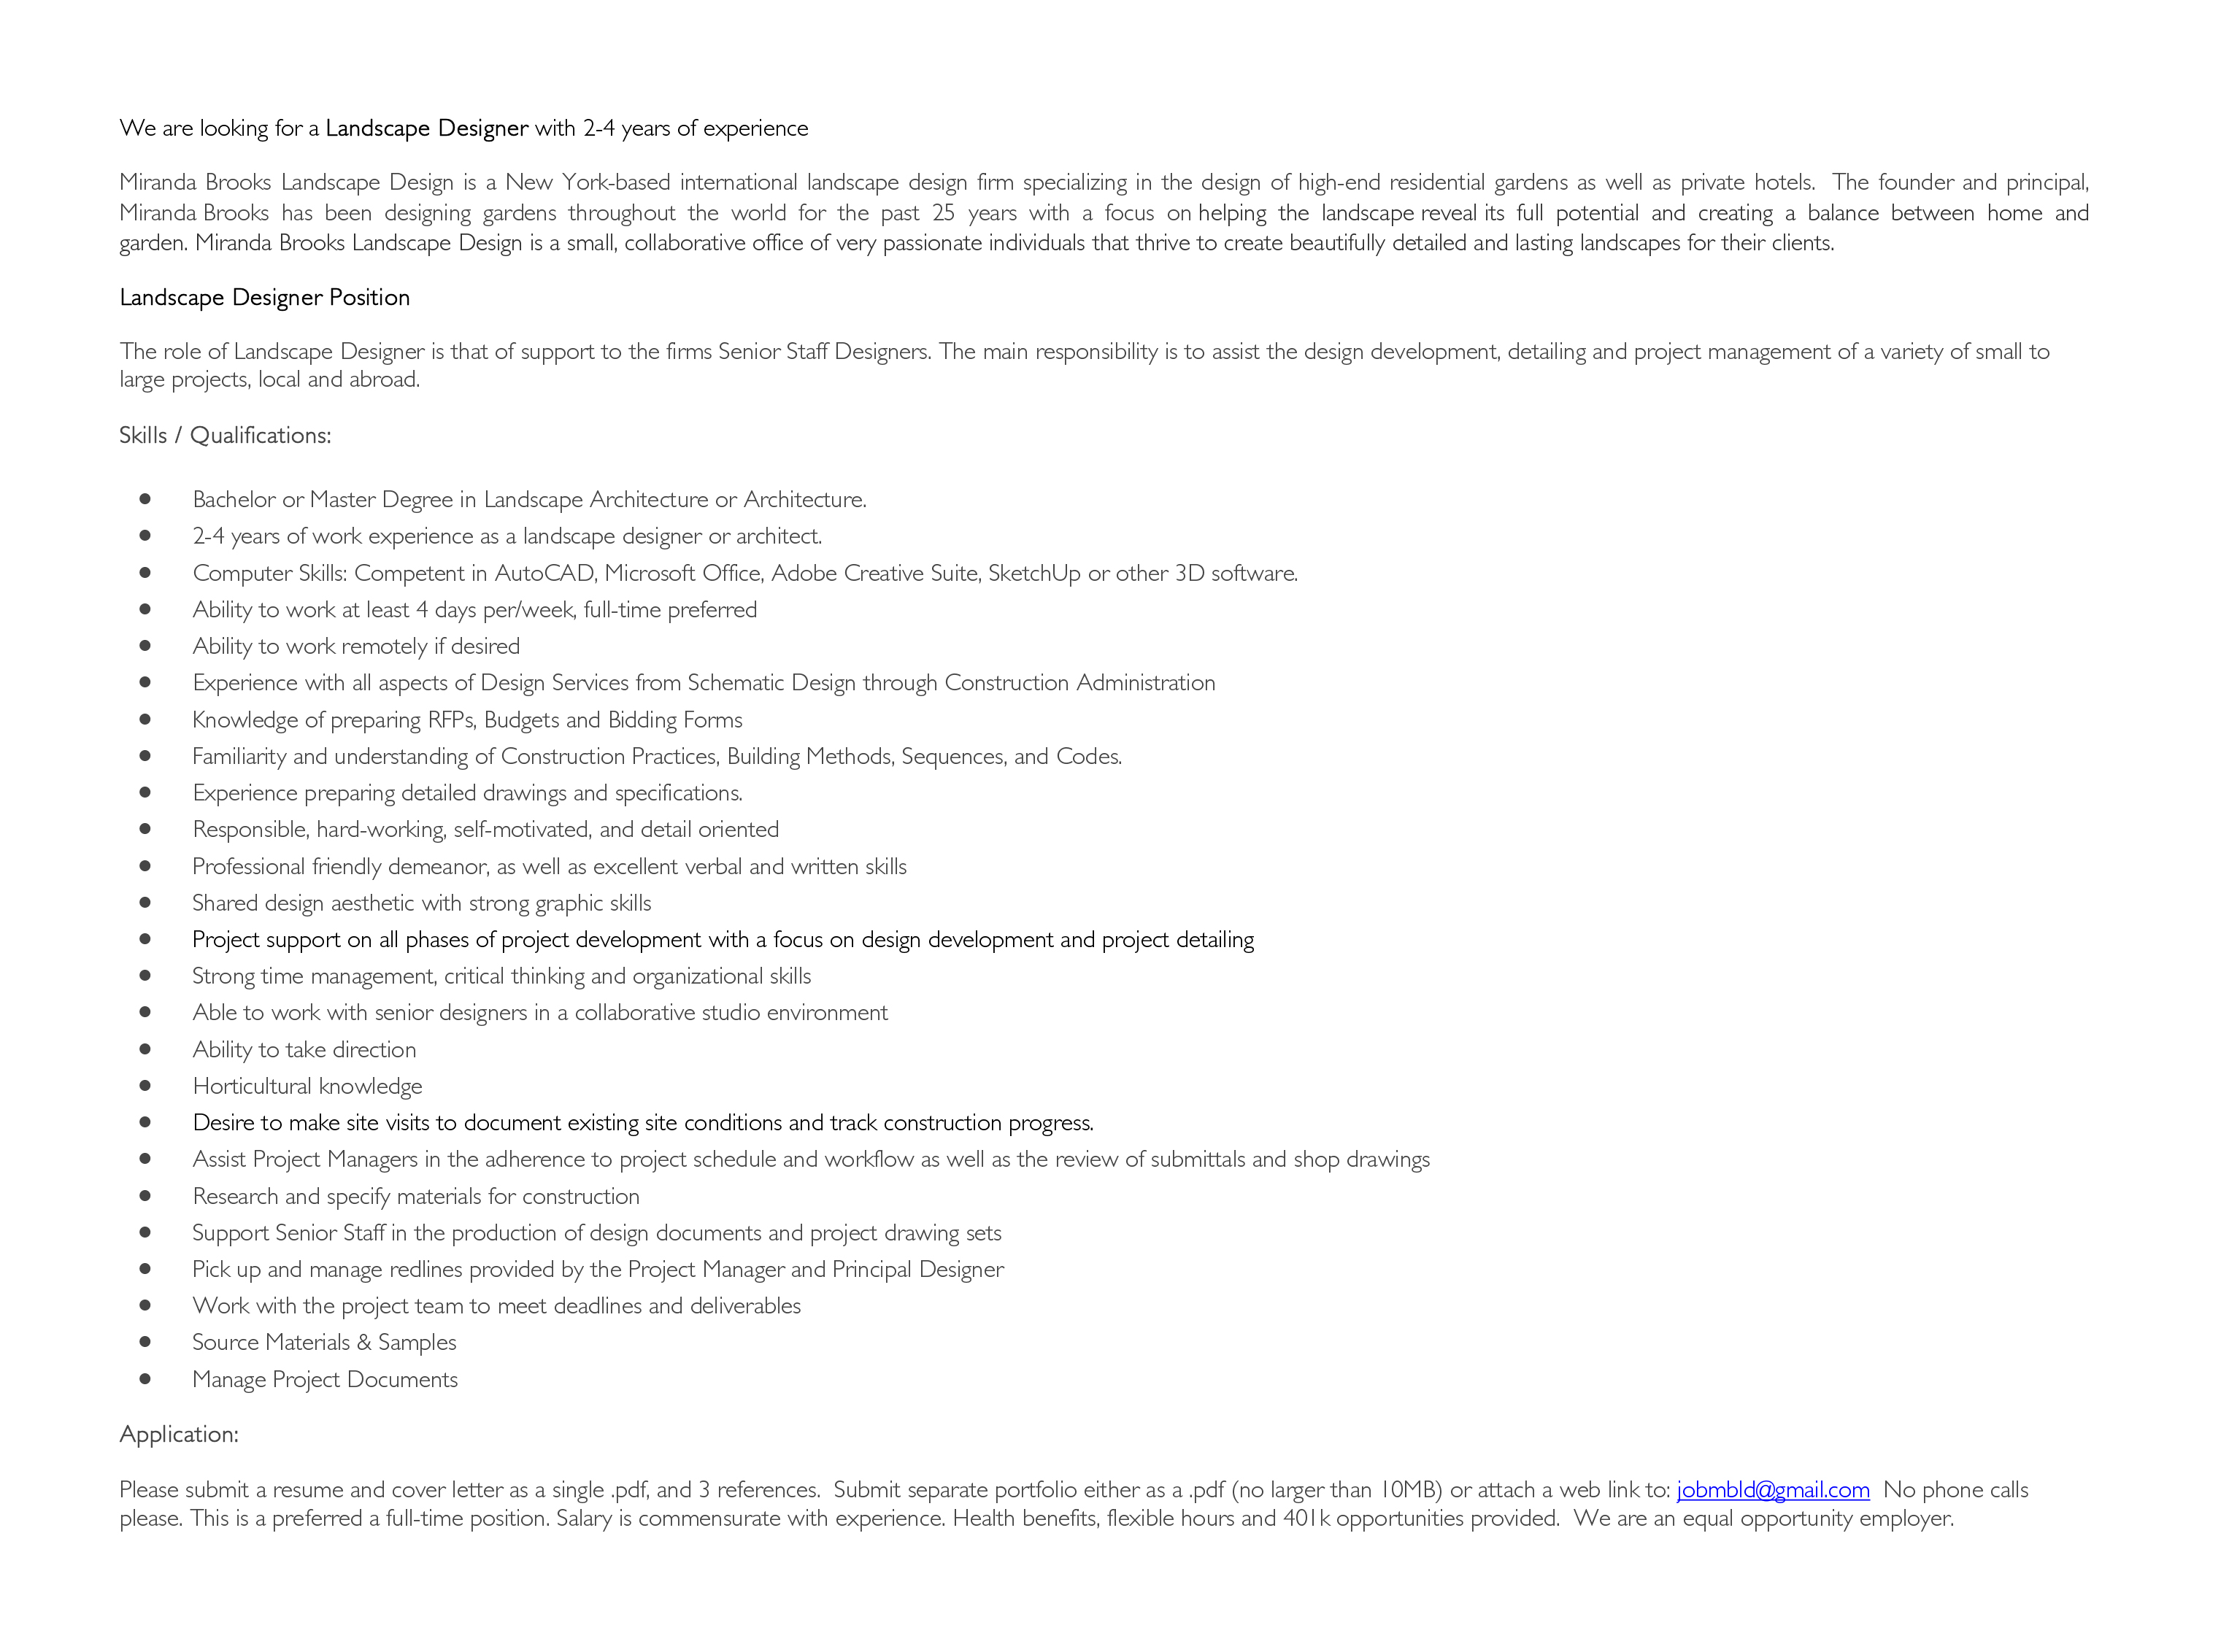 We are looking for a Landscape Designer with 2-4 years of experience
Miranda Brooks Landscape Design is a New York-based international landscape design firm specializing in the design of high-end residential gardens as well as private hotels.  The founder and principal,
Miranda Brooks has been designing gardens throughout the world for the past 25 years with a focus on helping the landscape reveal its full potential and creating a balance between home and
garden. Miranda Brooks Landscape Design is a small, collaborative office of very passionate individuals that thrive to create beautifully detailed and lasting landscapes for their clients.
Landscape Designer Position
The role of Landscape Designer is that of support to the firms Senior Staff Designers. The main responsibility is to assist the design development, detailing and project management of a variety of small to
large projects, local and abroad.
Skills / Qualifications:
● Bachelor or Master Degree in Landscape Architecture or Architecture.
● 2-4 years of work experience as a landscape designer or architect.
● Computer Skills: Competent in AutoCAD, Microsoft Office, Adobe Creative Suite, SketchUp or other 3D software.
● Ability to work at least 4 days per/week, full-time preferred
● Ability to work remotely if desired
● Experience with all aspects of Design Services from Schematic Design through Construction Administration
● Knowledge of preparing RFPs, Budgets and Bidding Forms
● Familiarity and understanding of Construction Practices, Building Methods, Sequences, and Codes.
● Experience preparing detailed drawings and specifications.
● Responsible, hard-working, self-motivated, and detail oriented
● Professional friendly demeanor, as well as excellent verbal and written skills
● Shared design aesthetic with strong graphic skills
● Project support on all phases of project development with a focus on design development and project detailing
● Strong time management, critical thinking and organizational skills
● Able to work with senior designers in a collaborative studio environment
● Ability to take direction
● Horticultural knowledge
● Desire to make site visits to document existing site conditions and track construction progress.
● Assist Project Managers in the adherence to project schedule and workflow as well as the review of submittals and shop drawings
● Research and specify materials for construction
● Support Senior Staff in the production of design documents and project drawing sets
● Pick up and manage redlines provided by the Project Manager and Principal Designer
● Work with the project team to meet deadlines and deliverables
● Source Materials & Samples
● Manage Project Documents
Application:
Please submit a resume and cover letter as a single .pdf, and 3 references.  Submit separate portfolio either as a .pdf (no larger than 10MB) or attach a web link to: jobmbld@gmail.com  No phone calls
please. This is a preferred a full-time position. Salary is commensurate with experience. Health benefits, flexible hours and 401k opportunities provided.  We are an equal opportunity employer.